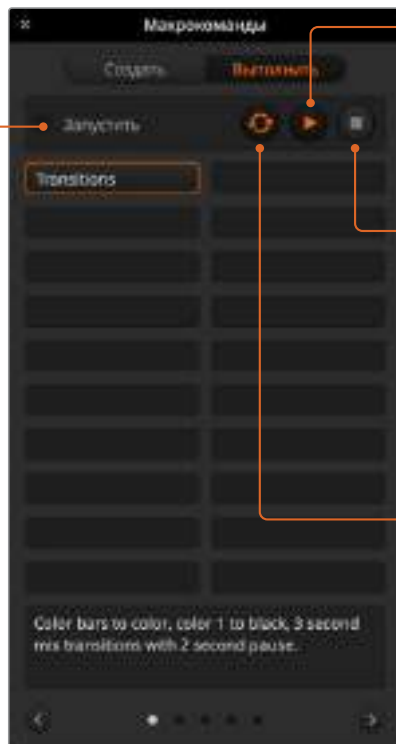 Макрокоманды
Создать Выполнить
Запустить
Transitions
Color bars to color, color 1 to black, 3 second
mix transitions with 2 second pause.